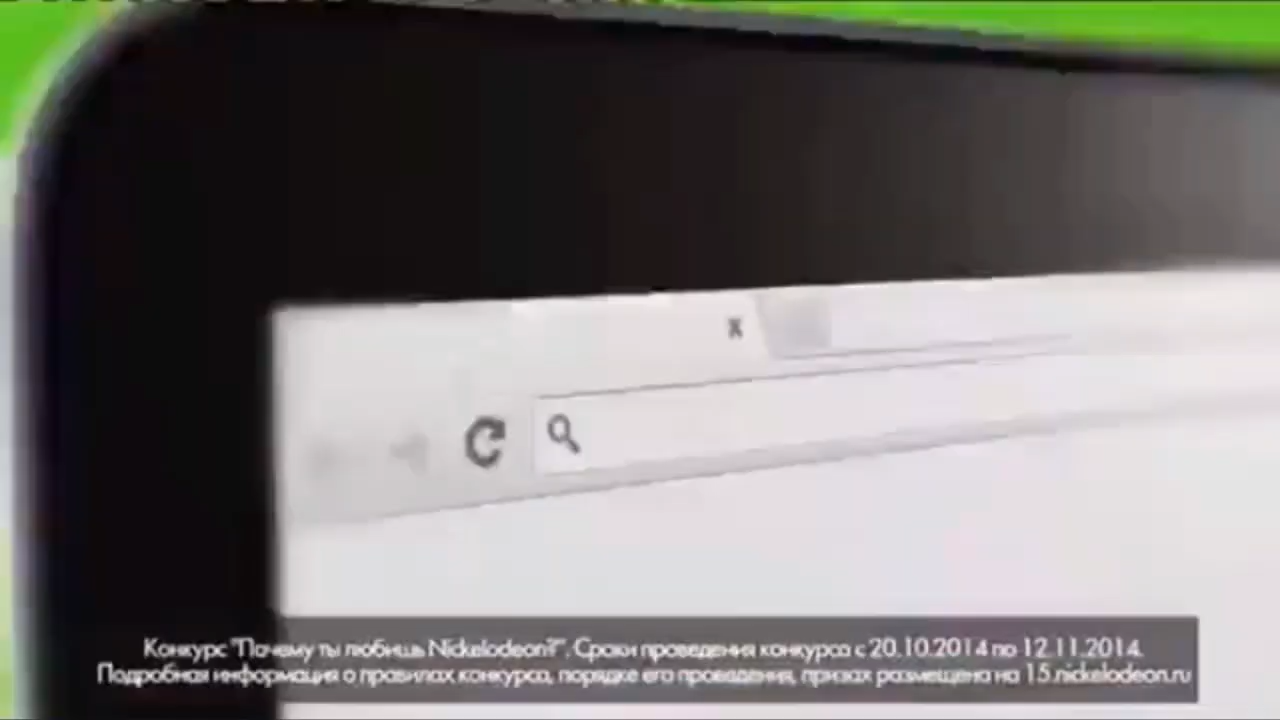 x
Конкурс "Почему ты любишь Nickelodeon?". Сроки проведения конкурса с 20.10.2014 по 12.11.2014.
Подробная информация о правилах конкурса, порядке его проведения, призах размещена на 15.nickelodeon.ru